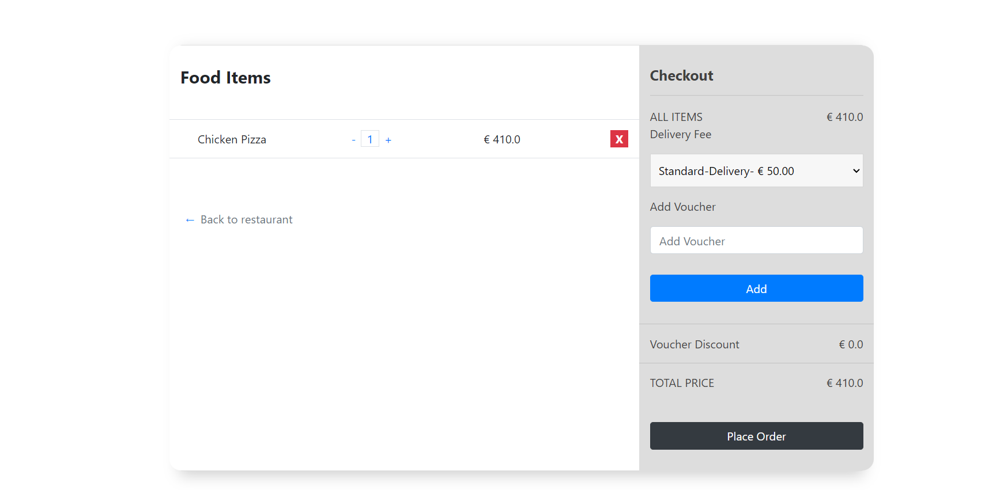 Food Items
Chicken Pizza - 1 + € 410.0 X
← Back to restaurant
Checkout
ALL ITEMS € 410.0
Delivery Fee
Standard-Delivery- € 50.00
Add Voucher
Add Voucher
Add
Voucher Discount € 0.0
TOTAL PRICE € 410.0
Place Order